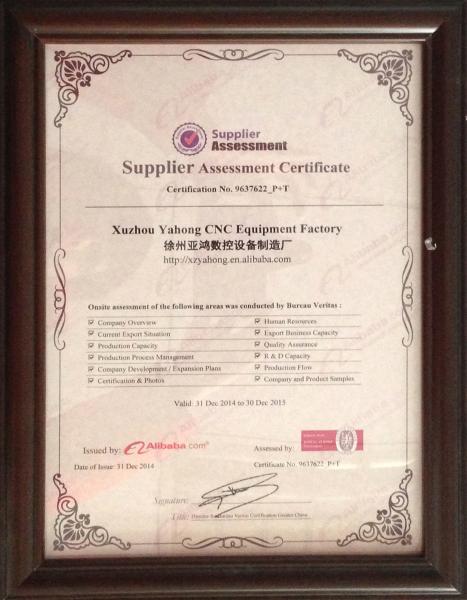 Supplier
Assessment
Supplier Assessment Certificate
Certification No. 9637622_P+T
Xuzhou Yahong CNC Equipment Factory
徐州亚鸿数控设备制造厂
http://xzyahong.en.alibaba.com
Onsite assessment of the following areas was conducted by Bureau Veritas :
Company Overview
Human Resources
Current Export Situation
Export Business Capacity
Production Capacity
Quality Assurance
Production Process Management
R & D Capacity
Company Development / Expansion Plans
Production Flow
Certification & Photos
Company and Product Samples
Valid: 31 Dec 2014 to 30 Dec 2015
Issued by: Alibaba.com
Assessed by:
Date of Issue: 31 Dec 2014
Certificate No. 9637622_P+T
Signature:
Title: Certification Greater China